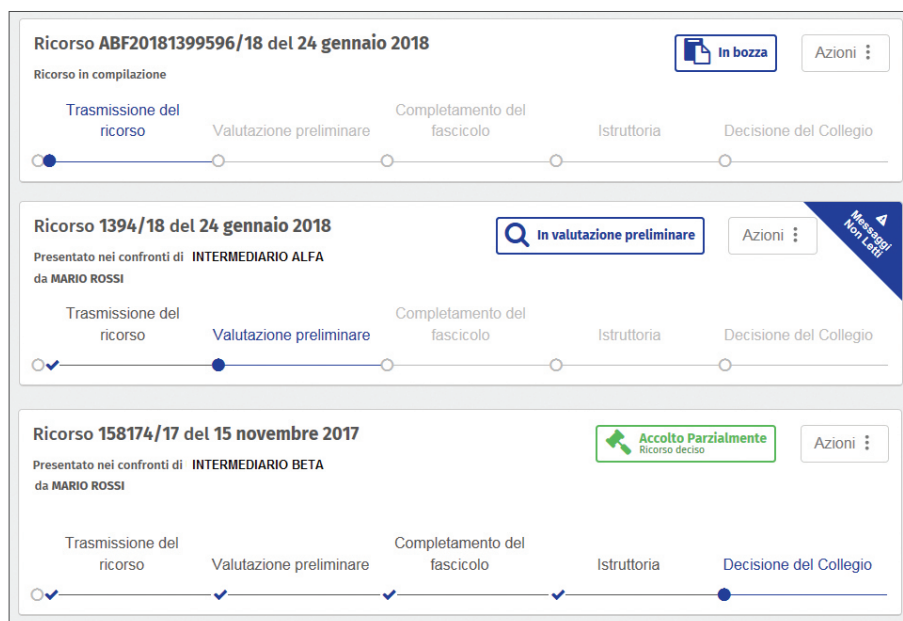 Ricorso ABF20181399596/18 del 24 gennaio 2018
In bozza
Azioni
Ricorso in compilazione
Trasmissione del
ricorso
Valutazione preliminare
Completamento del
fascicolo
Istruttoria
Decisione del Collegio
Ricorso 1394/18 del 24 gennaio 2018
In valutazione preliminare
Azioni
Messaggi
Non Letti
Presentato nei confronti di INTERMEDIARIO ALFA
da MARIO ROSSI
Trasmissione del
ricorso
Valutazione preliminare
Completamento del
fascicolo
Istruttoria
Decisione del Collegio
Ricorso 158174/17 del 15 novembre 2017
Accolto Parzialmente
Ricorso deciso
Azioni
Presentato nei confronti di INTERMEDIARIO BETA
da MARIO ROSSI
Trasmissione del
ricorso
Valutazione preliminare
Completamento del
fascicolo
Istruttoria
Decisione del Collegio